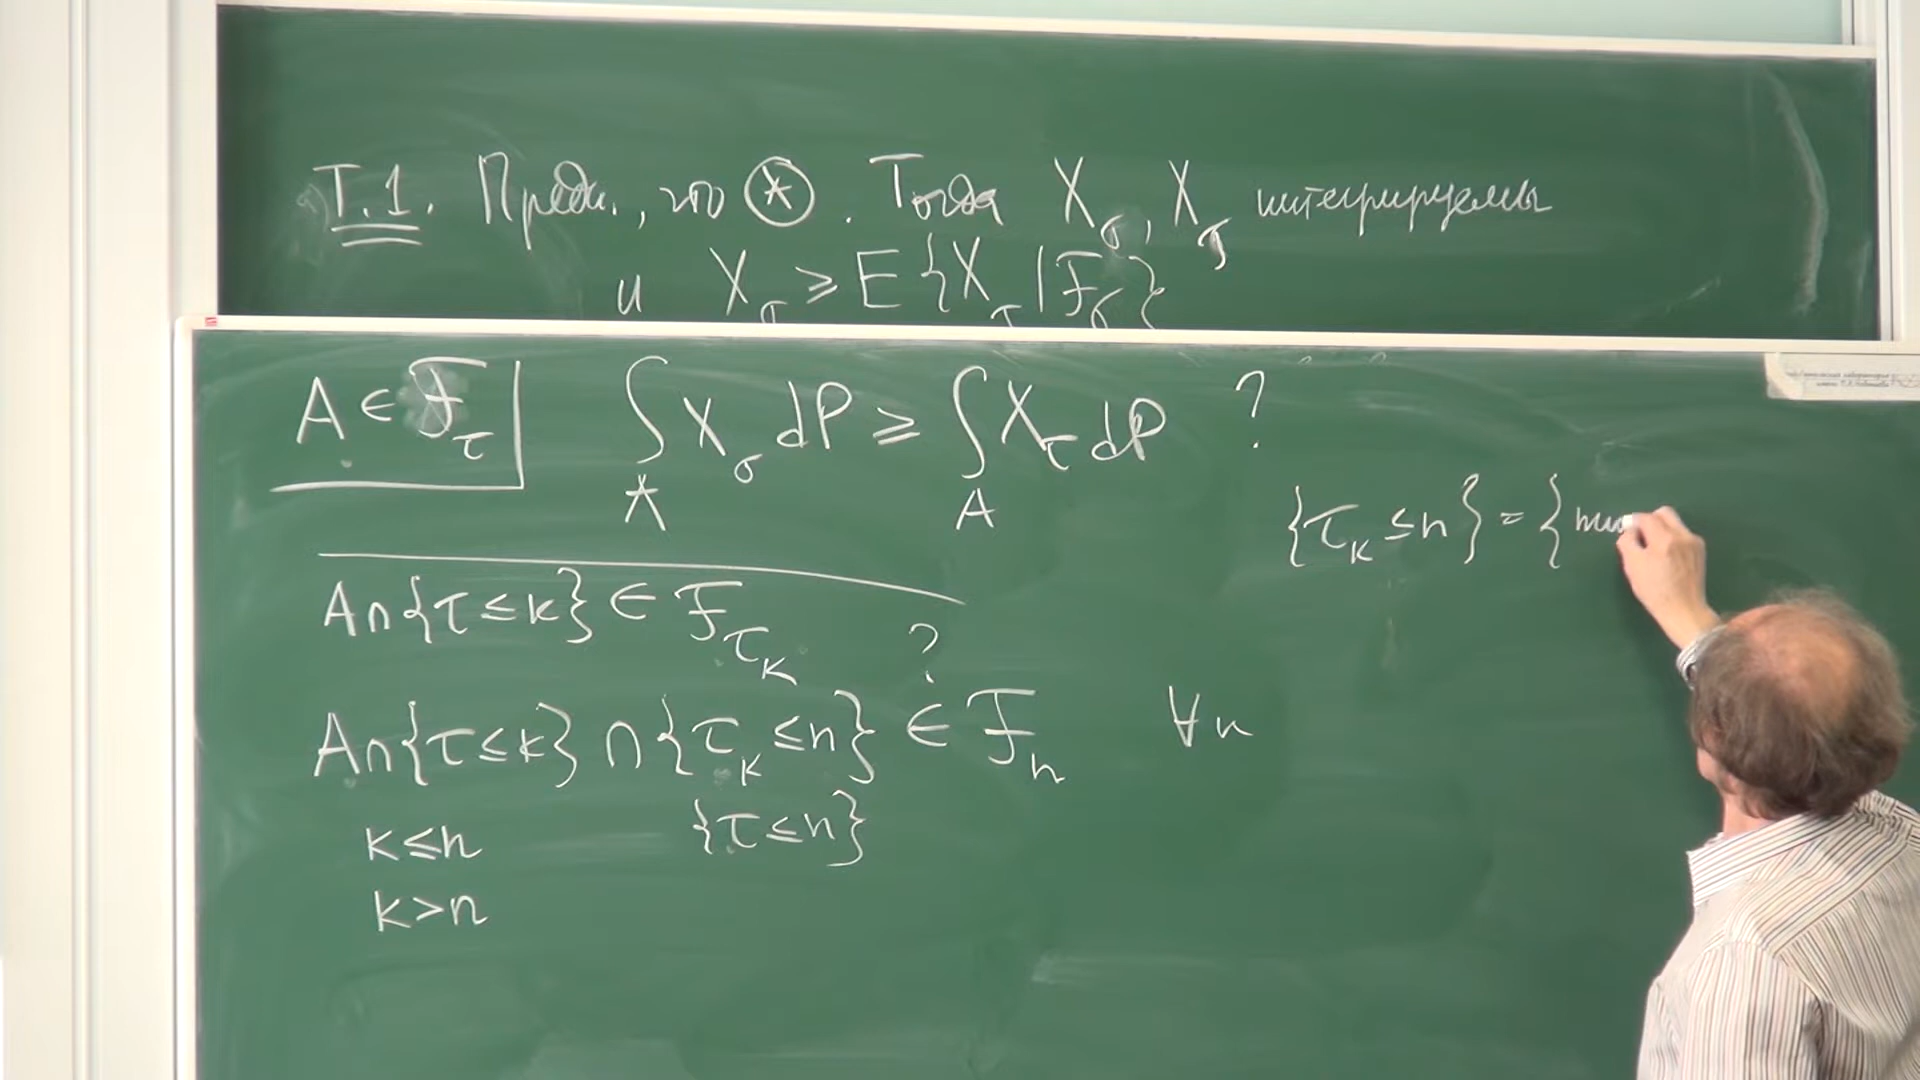 Т.1. Предп., что ⊛. Тогда X_σ, X_τ интегрируемы
и X_σ ⩾ E{X_τ | F_σ}
A ∈ F_τ ∫_A X_σ dP ⩾ ∫_A X_τ dP ?
{τ_k ≤ n} = {min
A∩{τ≤k} ∈ F_{τ_k}
?
A∩{τ≤k} ∩ {τ_k ≤ n} ∈ F_n ∀n
k≤n {τ≤n}
k>n